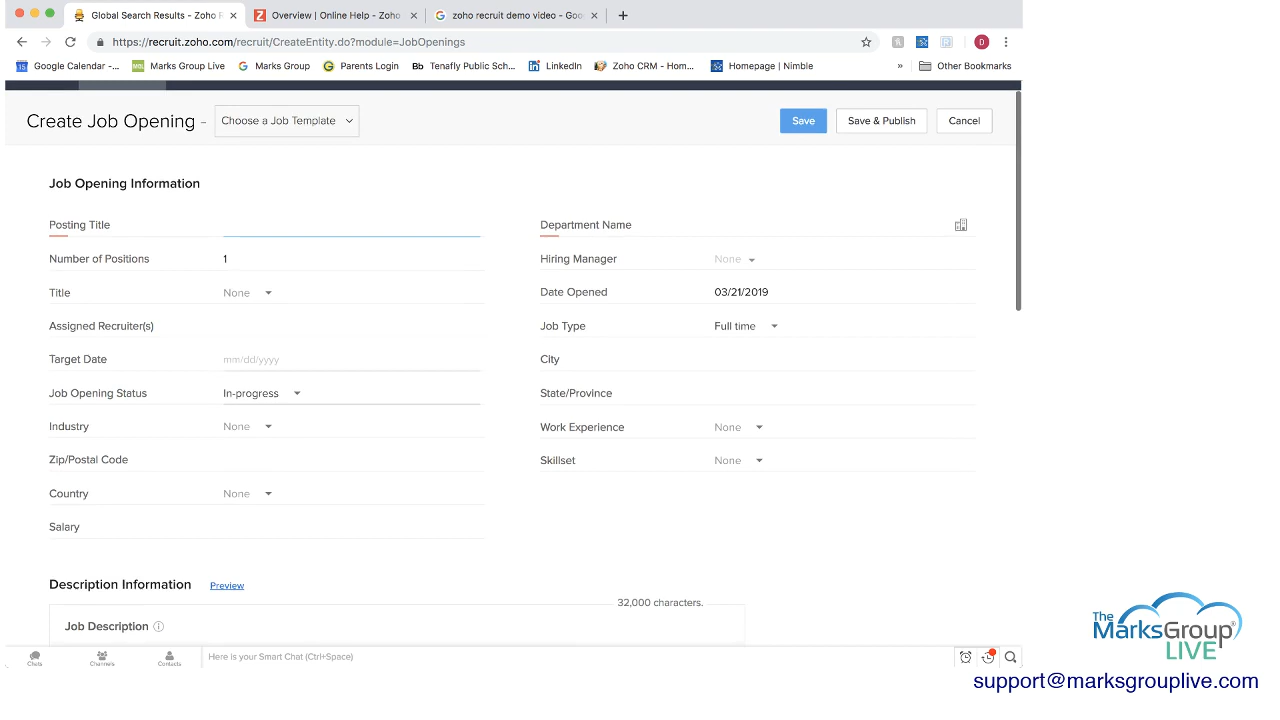 Global Search Results - Zoho R
Overview | Online Help - Zoho
zoho recruit demo video - Goo
https://recruit.zoho.com/recruit/CreateEntity.do?module=JobOpenings
D
Google Calendar -... Marks Group Live Marks Group Parents Login Bb Tenafly Public Sch... LinkedIn Zoho CRM - Hom... Homepage | Nimble » Other Bookmarks
Create Job Opening - Choose a Job Template Save Save & Publish Cancel
Job Opening Information
Posting Title Department Name
Number of Positions 1 Hiring Manager None
Title None Date Opened 03/21/2019
Assigned Recruiter(s) Job Type Full time
Target Date mm/dd/yyyy City
Job Opening Status In-progress State/Province
Industry None Work Experience None
Zip/Postal Code Skillset None
Country None
Salary
Description Information Preview
32,000 characters.
Job Description
Chats Channels Contacts Here is your Smart Chat (Ctrl+Space)
The
MarksGroup®
LIVE
support@marksgrouplive.com